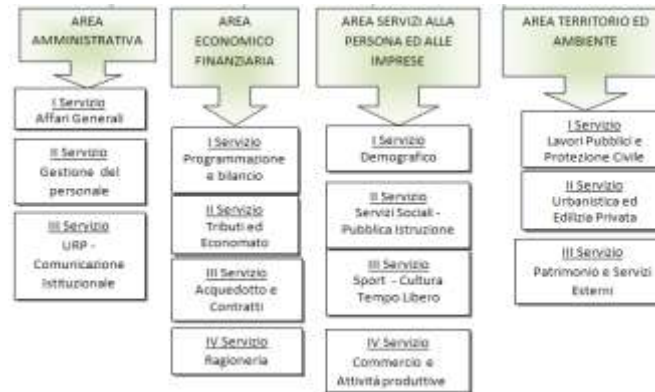 AREA
AMMINISTRATIVA
I Servizio
Affari Generali
II Servizio
Gestione del
personale
III Servizio
URP -
Comunicazione
Istituzionale
AREA
ECONOMICO
FINANZIARIA
I Servizio
Programmazione
e bilancio
II Servizio
Tributi ed
Economato
III Servizio
Acquedotto e
Contratti
IV Servizio
Ragioneria
AREA SERVIZI ALLA
PERSONA ED ALLE
IMPRESE
I Servizio
Demografico
II Servizio
Servizi Sociali -
Pubblica Istruzione
III Servizio
Sport - Cultura
Tempo Libero
IV Servizio
Commercio e
Attività produttive
AREA TERRITORIO ED
AMBIENTE
I Servizio
Lavori Pubblici e
Protezione Civile
II Servizio
Urbanistica ed
Edilizia Privata
III Servizio
Patrimonio e Servizi
Esterni